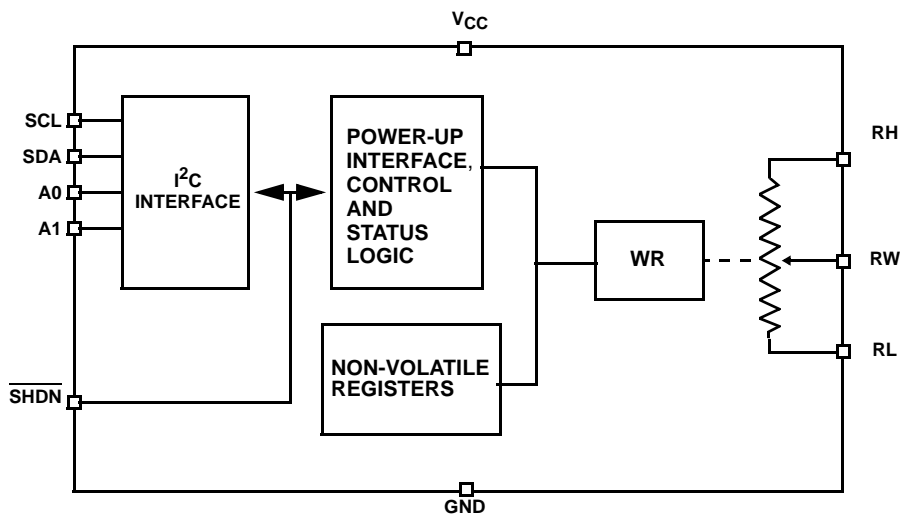 VCC
SCL
SDA
A0
A1
I²C
INTERFACE
POWER-UP
INTERFACE,
CONTROL
AND
STATUS
LOGIC
RH
WR
RW
RL
NON-VOLATILE
REGISTERS
SHDN
GND